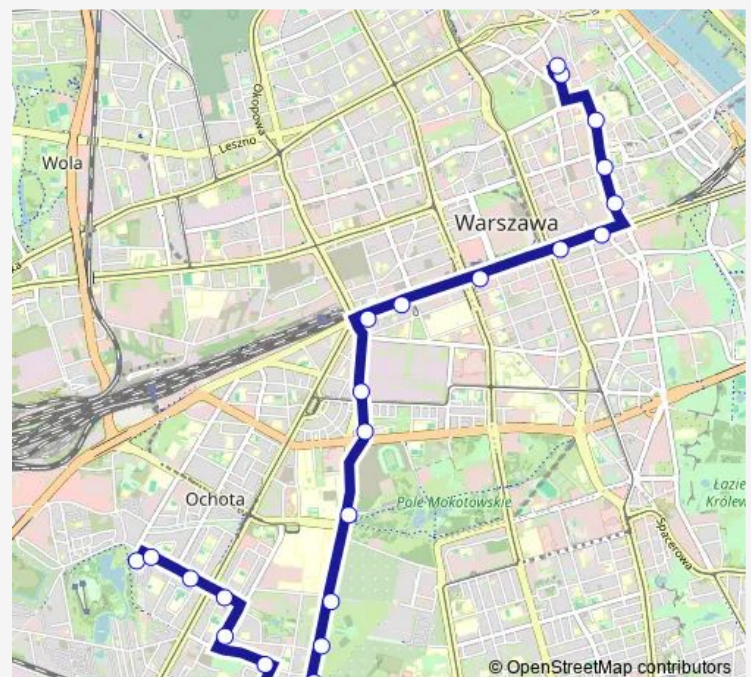 Okopowa
Leszno
Wola
Warszawa
Ochota
Pole Mokotowskie
Łazie
Królew
Spacerowa
© OpenStreetMap contributors